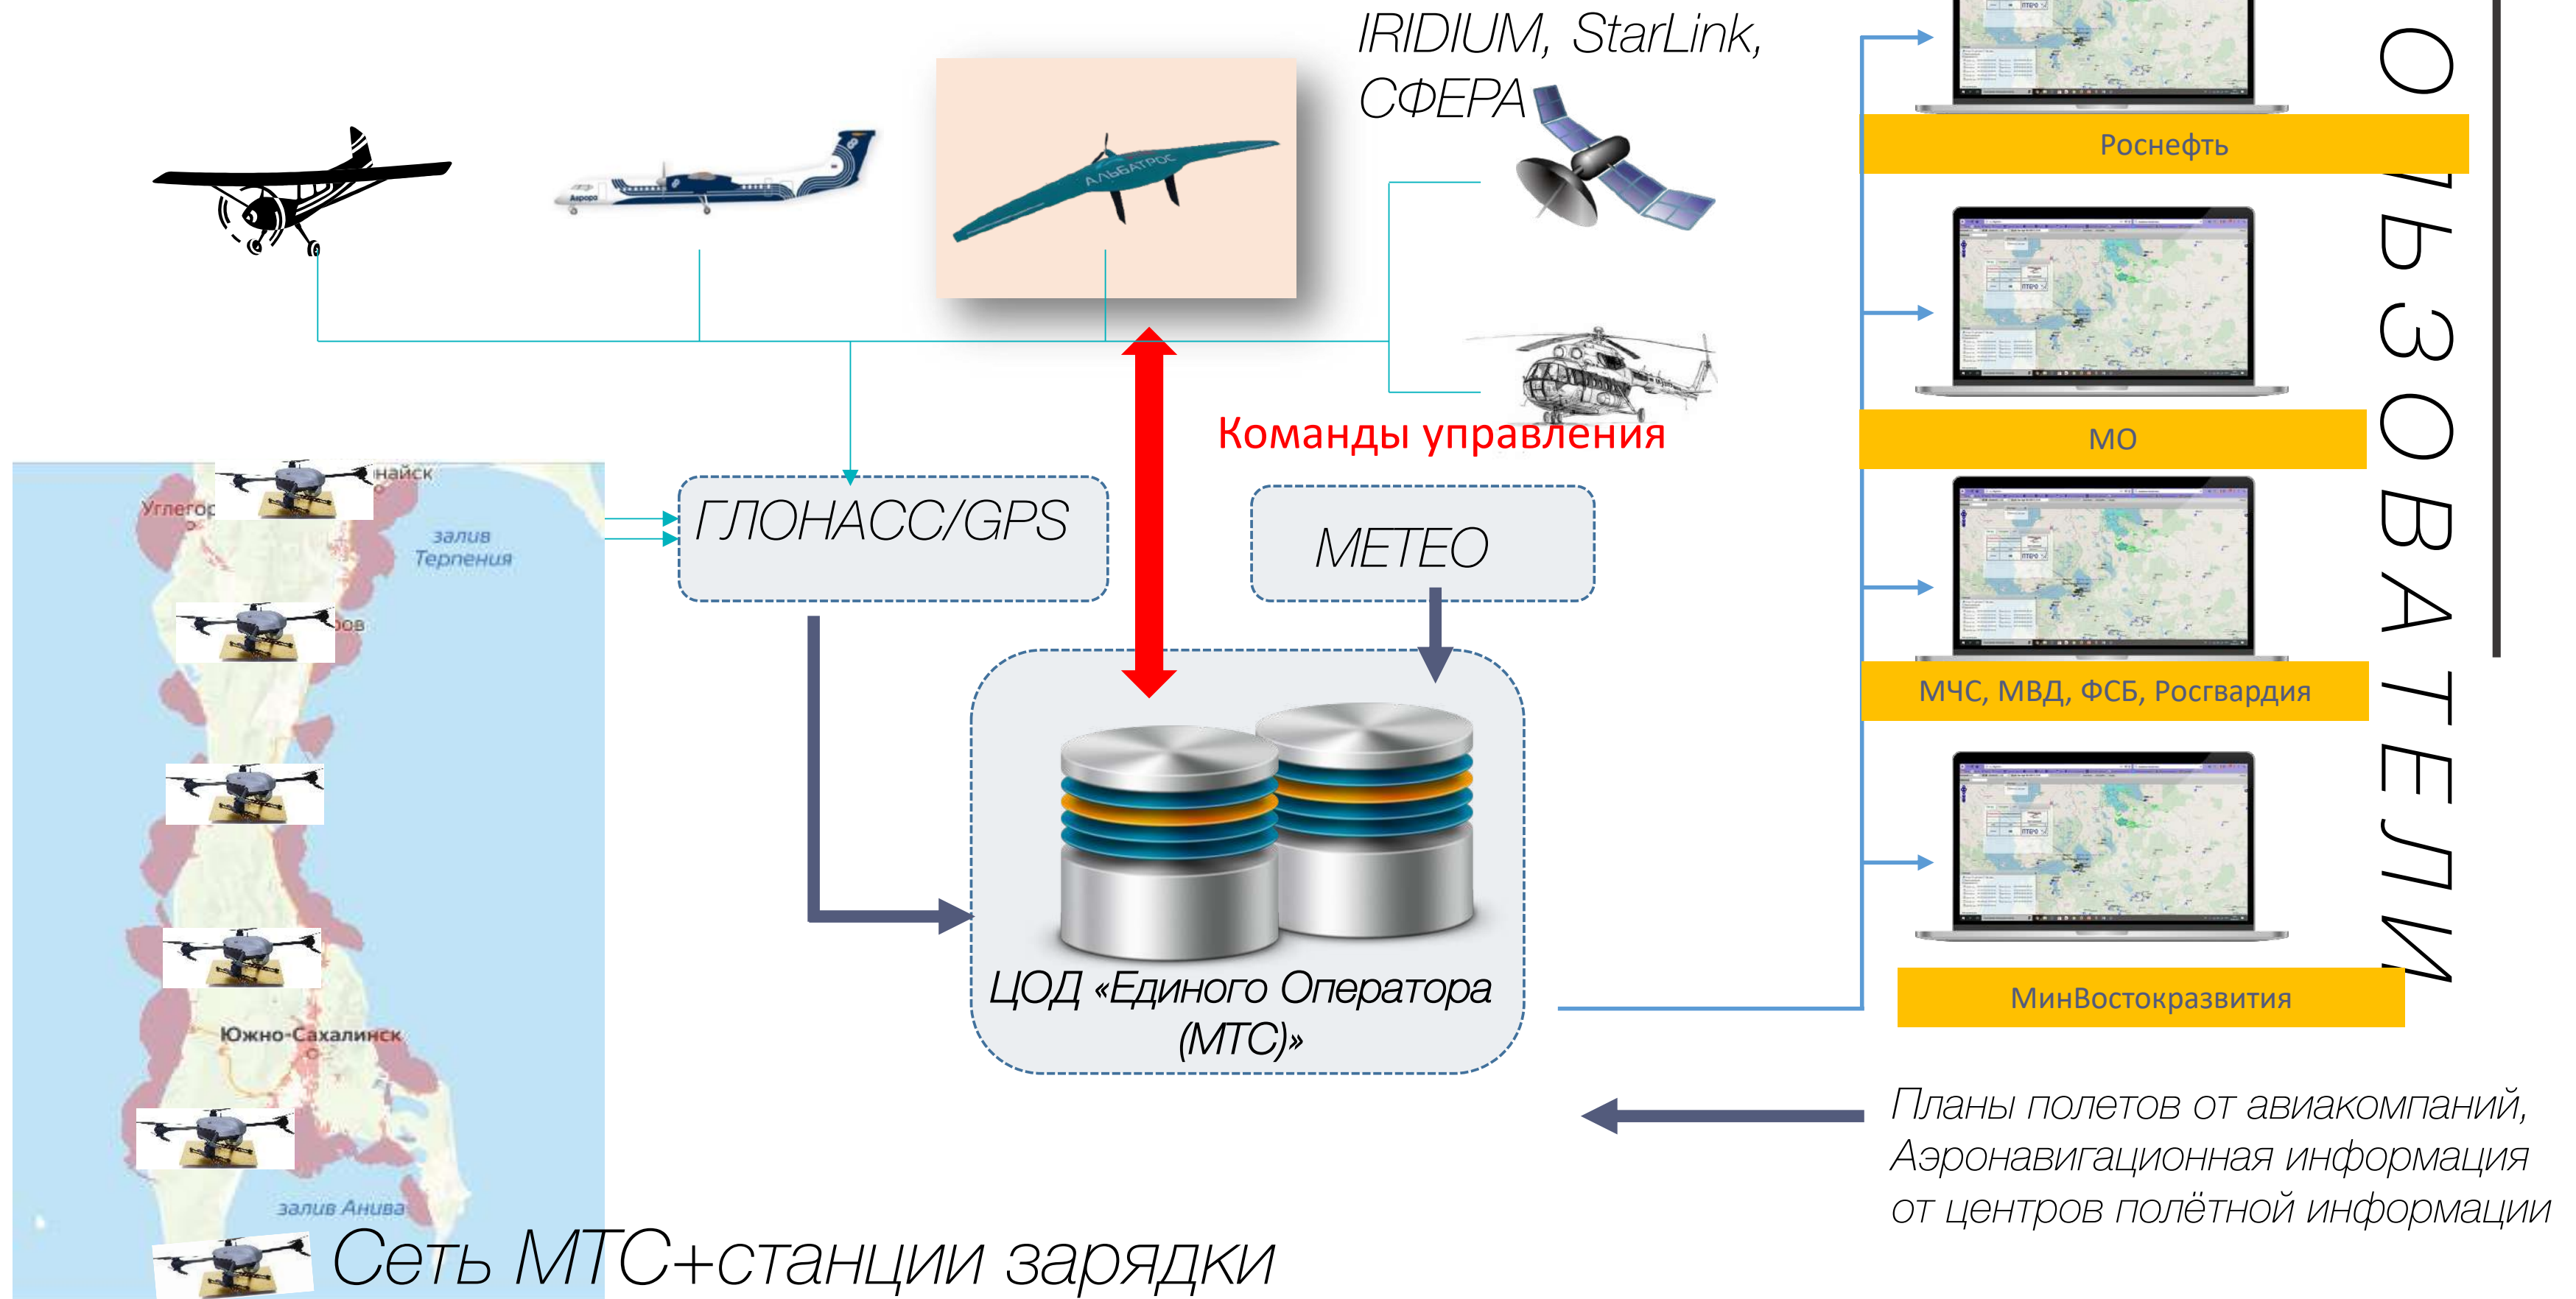 IRIDIUM, StarLink,
СФЕРА
Аврора
АЛЬБАТРОС
Команды управления
ГЛОНАСС/GPS
МЕТЕО
ЦОД «Единого Оператора
(МТС)»
залив
Терпения
Южно-Сахалинск
залив Анива
Сеть МТС+станции зарядки
Роснефть
МО
МЧС, МВД, ФСБ, Росгвардия
МинВостокразвития
ОЛЬЗОВАТЕЛИ
Планы полетов от авиакомпаний,
Аэронавигационная информация
от центров полётной информации